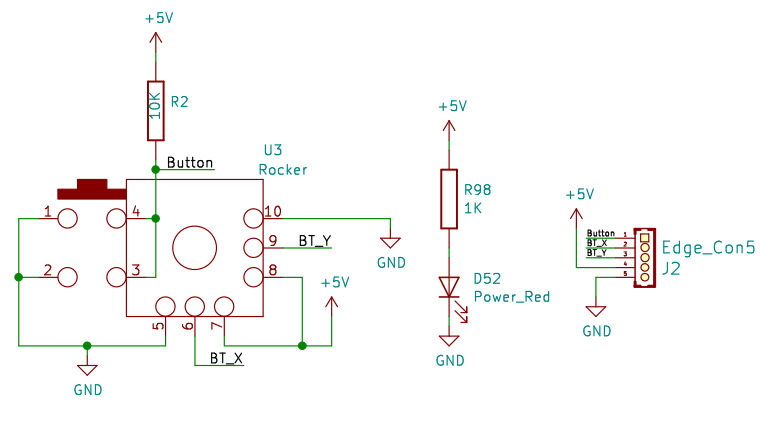 +5V
10K
R2
Button
U3
Rocker
1
4
10
9
BT_Y
2
3
8
5
6
7
BT_X
+5V
GND
GND
+5V
R98
1K
D52
Power_Red
GND
+5V
Button
BT_X
BT_Y
1
2
3
4
5
Edge_Con5
J2
GND